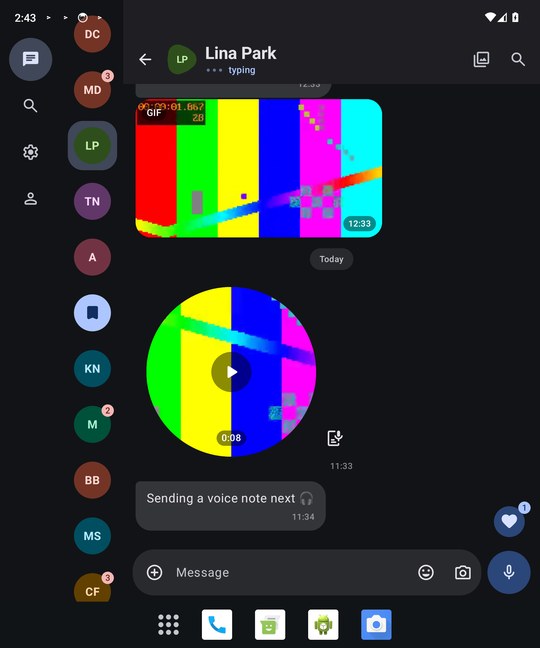 2:43
DC
MD
3
LP
TN
A
KN
M
2
BB
MS
CF
3
LP
Lina Park
typing
12:33
GIF
28
12:33
Today
0:08
11:33
Sending a voice note next 🎧
11:34
1
Message